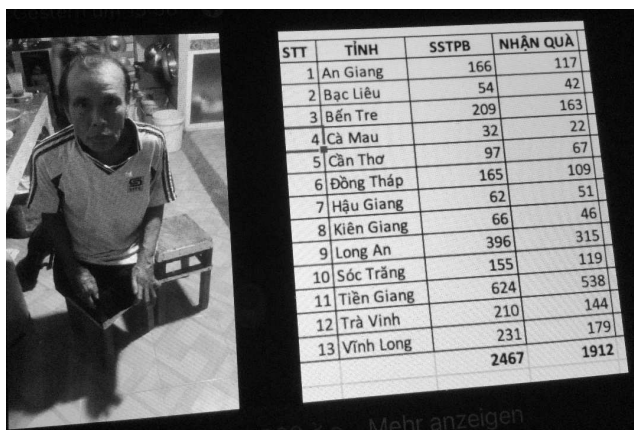 STT TỈNH SSTPB NHẬN QUÀ
1 An Giang 166 117
2 Bạc Liêu 54 42
3 Bến Tre 209 163
4 Cà Mau 32 22
5 Cần Thơ 97 67
6 Đồng Tháp 165 109
7 Hậu Giang 62 51
8 Kiên Giang 66 46
9 Long An 396 315
10 Sóc Trăng 155 119
11 Tiền Giang 624 538
12 Trà Vinh 210 144
13 Vĩnh Long 231 179
2467 1912
Mehr anzeigen